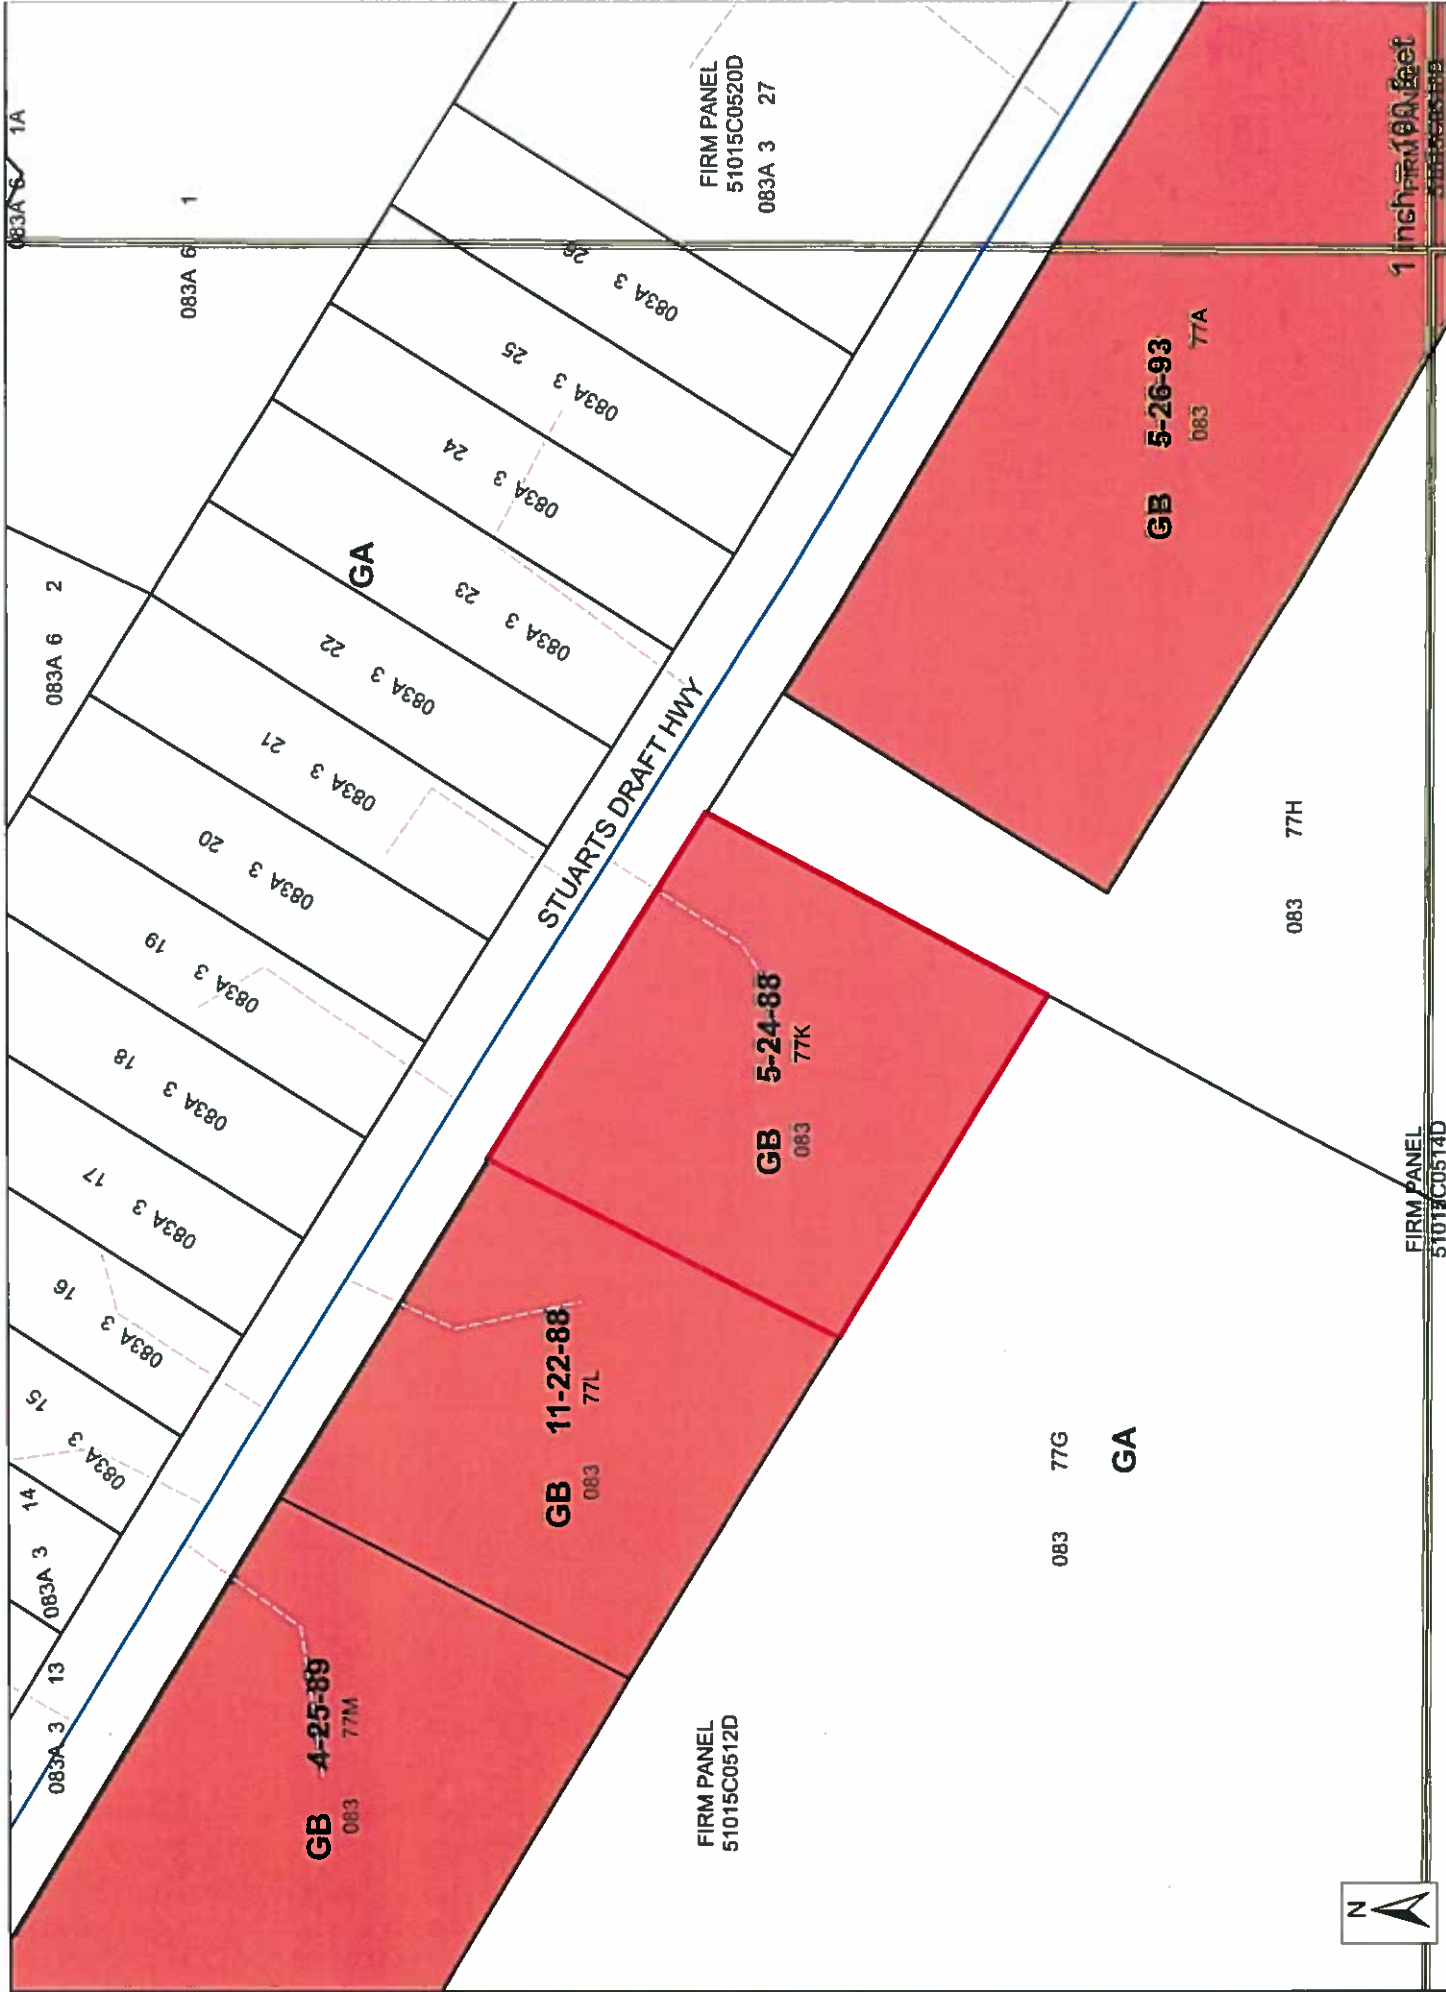 083A 6 1A
083A 6 1
083A 6 2
FIRM PANEL
51015C0520D
083A 3 27
083A 3 26
083A 3 25
083A 3 24
GA
083A 3 23
083A 3 22
083A 3 21
083A 3 20
083A 3 19
083A 3 18
083A 3 17
083A 3 16
083A 3 15
083A 3 14
083A 3 13
STUARTS DRAFT HWY
GB 4-25-89
083 77M
GB 11-22-88
083 77L
GB 5-24-88
083 77K
GB 5-26-93
083 77A
083 77H
083 77G
GA
FIRM PANEL
51015C0512D
FIRM PANEL
1 inch = 100 feet
N